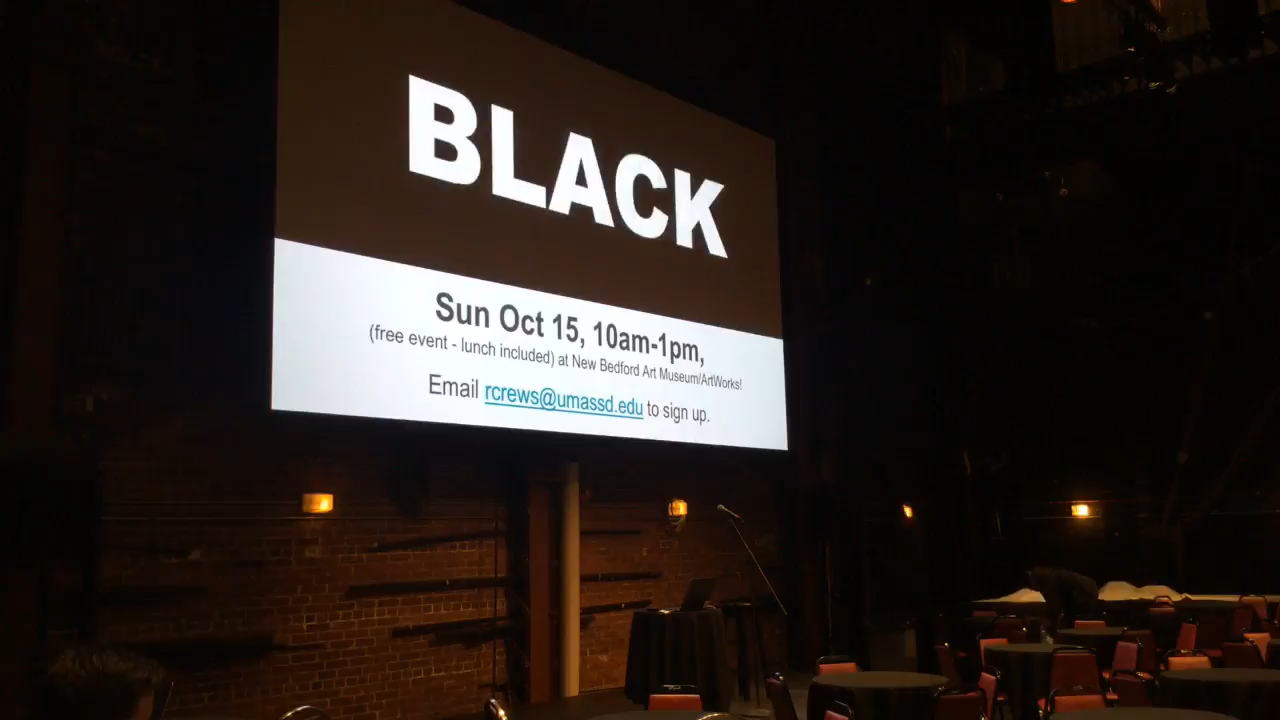 BLACK
Sun Oct 15, 10am-1pm,
(free event - lunch included) at New Bedford Art Museum/ArtWorks!
Email rcrews@umassd.edu to sign up.